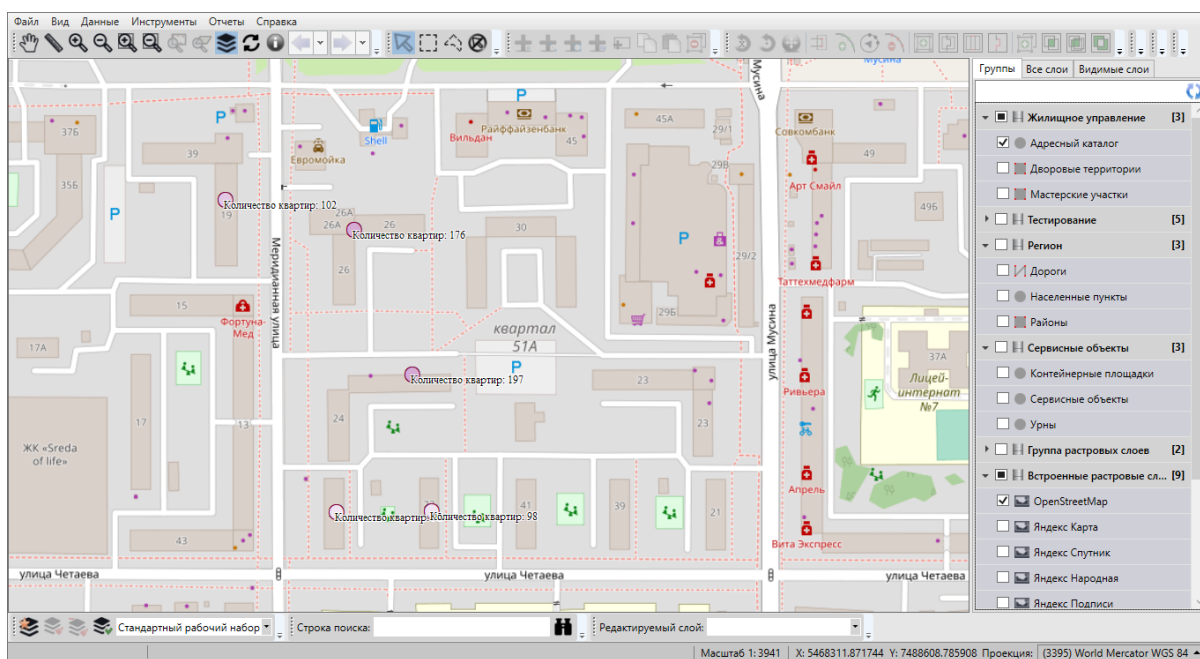 Файл Вид Данные Инструменты Отчеты Справка
Группы Все слои Видимые слои
Жилищное управление [3]
Адресный каталог
Дворовые территории
Мастерские участки
Тестирование [5]
Регион [3]
Дороги
Населенные пункты
Районы
Сервисные объекты [3]
Контейнерные площадки
Сервисные объекты
Урны
Группа растровых слоев [2]
Встроенные растровые сл... [9]
OpenStreetMap
Яндекс Карта
Яндекс Спутник
Яндекс Народная
Яндекс Подписи
Мусина
Мусина
37Б
P
Shell
Вильдан
P
Райффайзенбанк
45
45А
29/1
Совкомбанк
39
Евромойка
49
35Б
29В
Арт Смайл
P
19
Количество квартир: 102
26А
26А
26
Количество квартир: 176
30
P
49Б
29/2
26
Меридианная улица
Таттехмедфарм
15
Фортуна-
Мед
29Б
квартал
51А
улица Мусина
17А
P
37А
Количество квартир: 197
23
Ривьера
Лицей-
интернат
№7
17
13
24
23
ЖК «Sreda
of life»
Апрель
41
39
21
Количество квартир:
Количество квартир: 98
43
Вита Экспресс
улица Четаева
улица Четаева
улица Четаева
Стандартный рабочий набор
Строка поиска:
Редактируемый слой:
Масштаб 1: 3941
X: 5468311.871744 Y: 7488608.785908 Проекция: (3395) World Mercator WGS 84